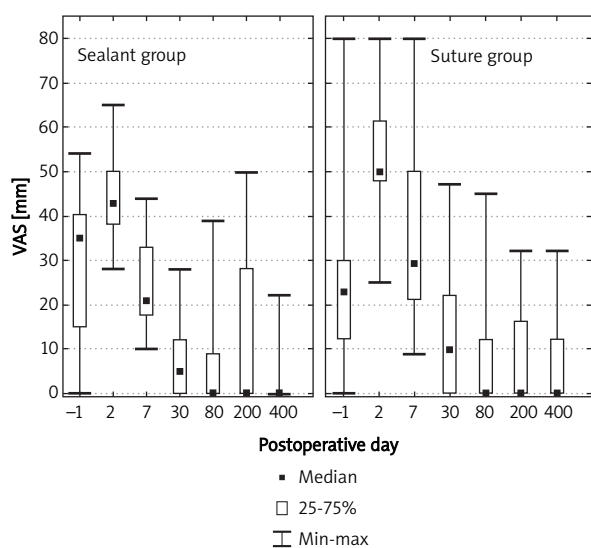 Sealant group
Suture group
VAS [mm]
80
70
60
50
40
30
20
10
0
–1 2 7 30 80 200 400
–1 2 7 30 80 200 400
Postoperative day
Median
25-75%
Min-max